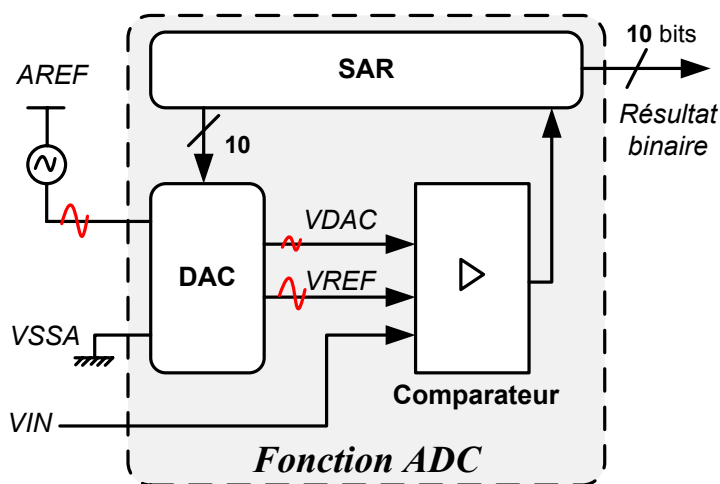 10 bits
SAR
AREF
Résultat
binaire
10
VDAC
DAC
VREF
VSSA
Comparateur
VIN
Fonction ADC